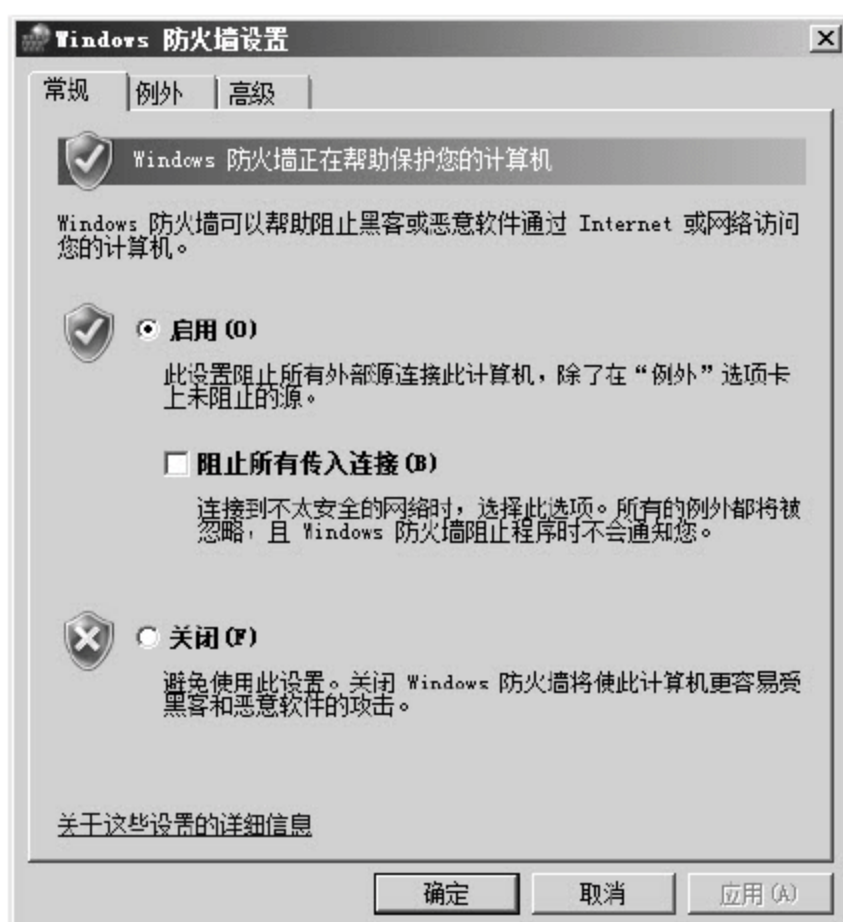 Windows 防火墙设置
常规 例外 高级
Windows 防火墙正在帮助保护您的计算机
Windows 防火墙可以帮助阻止黑客或恶意软件通过 Internet 或网络访问
您的计算机。
启用(O)
此设置阻止所有外部源连接此计算机，除了在“例外”选项卡
上未阻止的源。
阻止所有传入连接(B)
连接到不太安全的网络时，选择此选项。所有的例外都将被
忽略，且 Windows 防火墙阻止程序时不会通知您。
关闭(F)
避免使用此设置。关闭 Windows 防火墙将使此计算机更容易受
黑客和恶意软件的攻击。
关于这些设置的详细信息
确定 取消 应用(A)